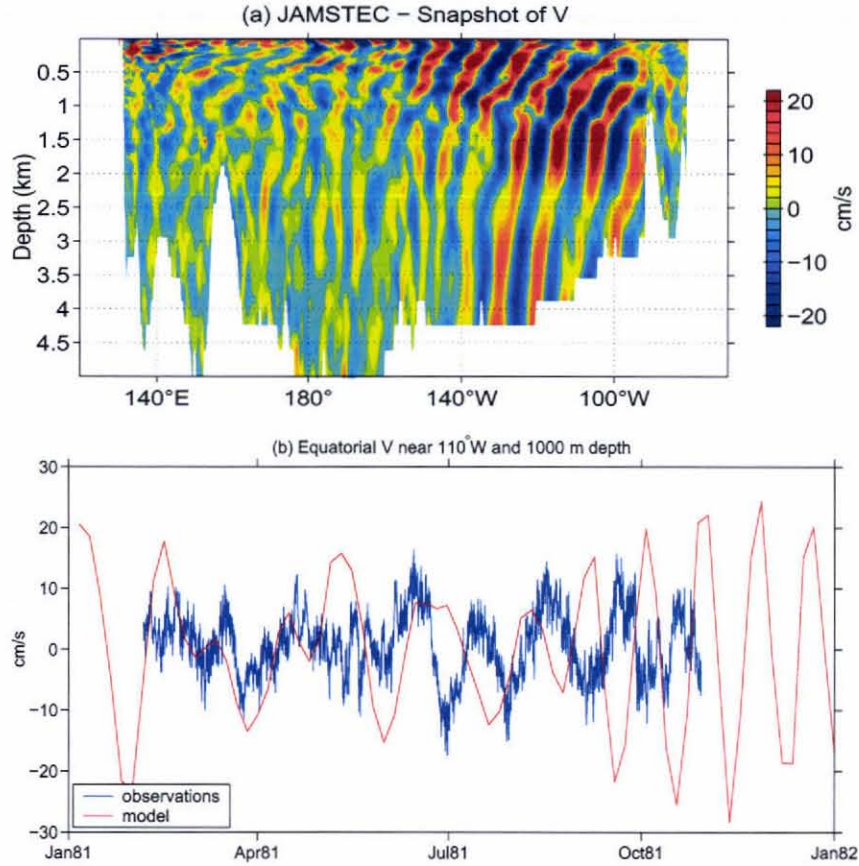 (a) JAMSTEC − Snapshot of V
0.5
1
1.5
2
2.5
3
3.5
4
4.5
Depth (km)
140°E
180°
140°W
100°W
20
10
0
−10
−20
cm/s
(b) Equatorial V near 110°W and 1000 m depth
30
20
10
0
−10
−20
−30
cm/s
observations
model
Jan81
Apr81
Jul81
Oct81
Jan82